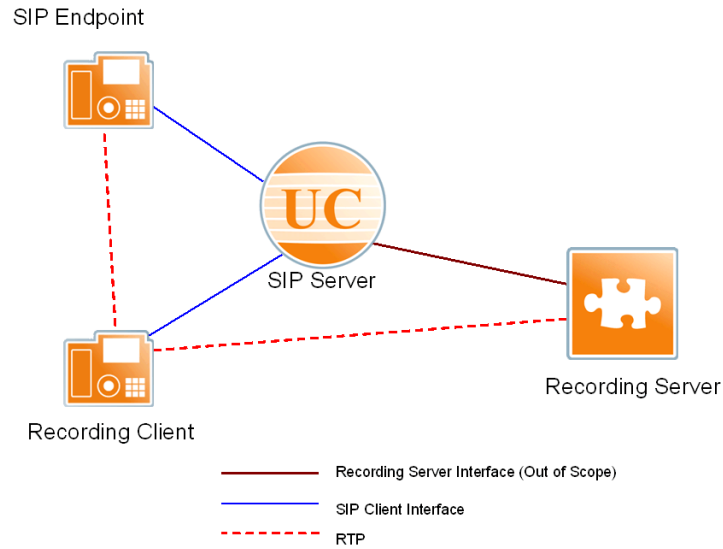 SIP Endpoint
UC
SIP Server
Recording Server
Recording Client
Recording Server Interface (Out of Scope)
SIP Client Interface
RTP